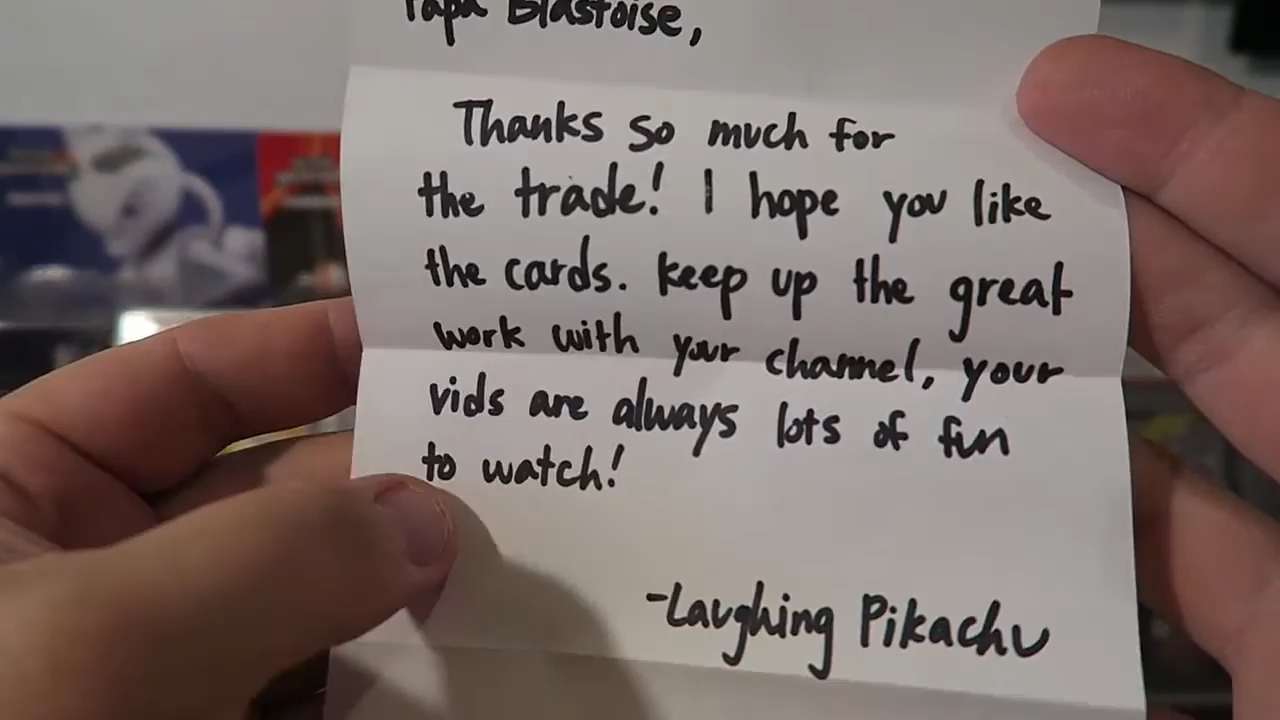 Papa Blastoise,
Thanks so much for
the trade! I hope you like
the cards. keep up the great
work with your channel, your
vids are always lots of fun
to watch!
-Laughing Pikachu